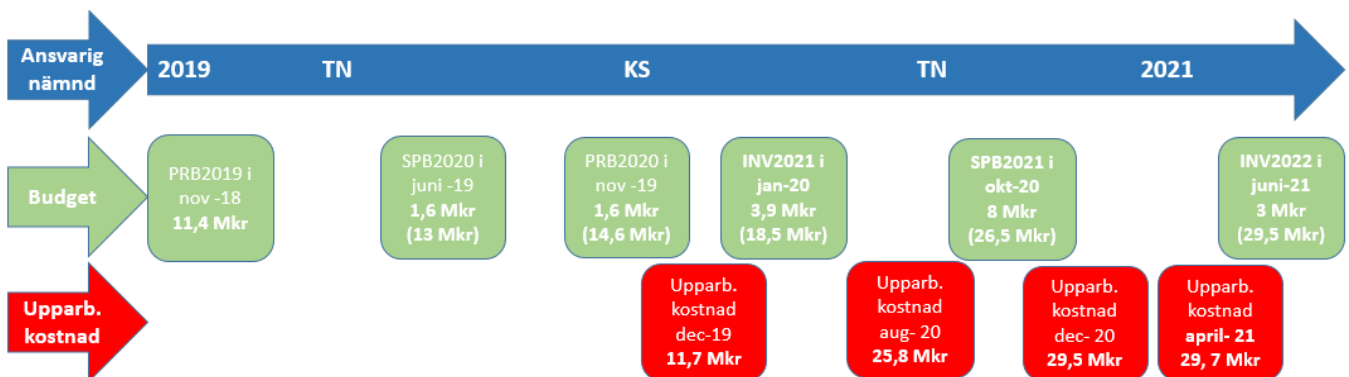 Ansvarig
nämnd
2019 TN KS TN 2021
Budget
PRB2019 i
nov -18
11,4 Mkr
SPB2020 i
juni -19
1,6 Mkr
(13 Mkr)
PRB2020 i
nov -19
1,6 Mkr
(14,6 Mkr)
INV2021 i
jan-20
3,9 Mkr
(18,5 Mkr)
SPB2021 i
okt-20
8 Mkr
(26,5 Mkr)
INV2022 i
juni-21
3 Mkr
(29,5 Mkr)
Upparb.
kostnad
Upparb.
kostnad
dec-19
11,7 Mkr
Upparb.
kostnad
aug- 20
25,8 Mkr
Upparb.
kostnad
dec- 20
29,5 Mkr
Upparb.
kostnad
april- 21
29, 7 Mkr